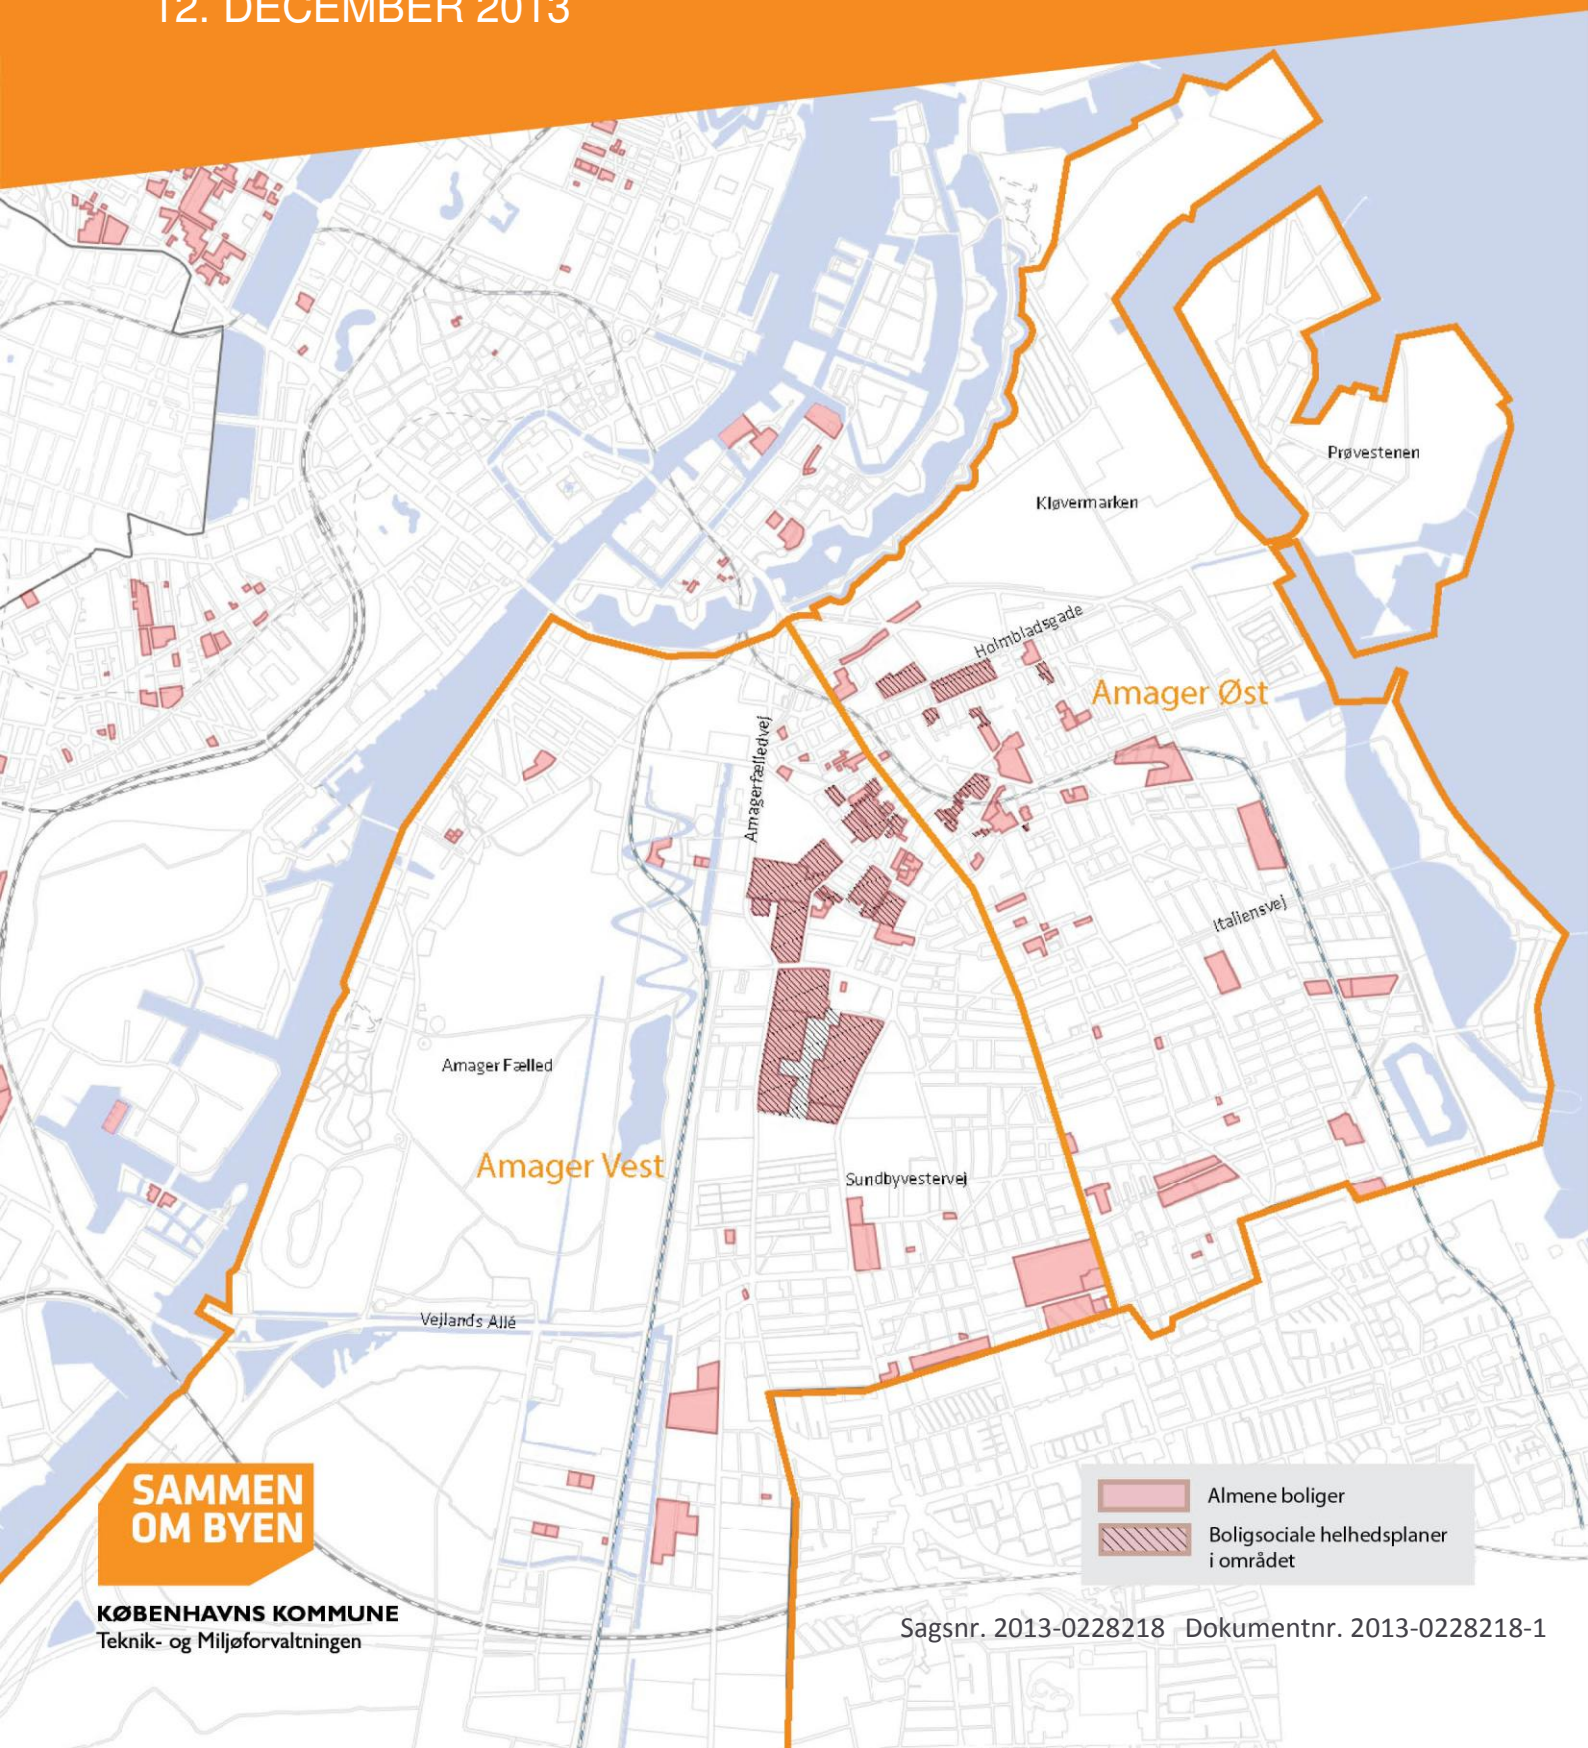 12. DECEMBER 2013
Prøvestenen
Kløvermarken
Holmbladsgade
Amager Øst
Amagerfælledvej
Italiensvej
Amager Fælled
Amager Vest
Sundbyvestervej
Vejlands Allé
SAMMEN
OM BYEN
Almene boliger
Boligsociale helhedsplaner
i området
KØBENHAVNS KOMMUNE
Teknik- og Miljøforvaltningen
Sagsnr. 2013-0228218 Dokumentnr. 2013-0228218-1